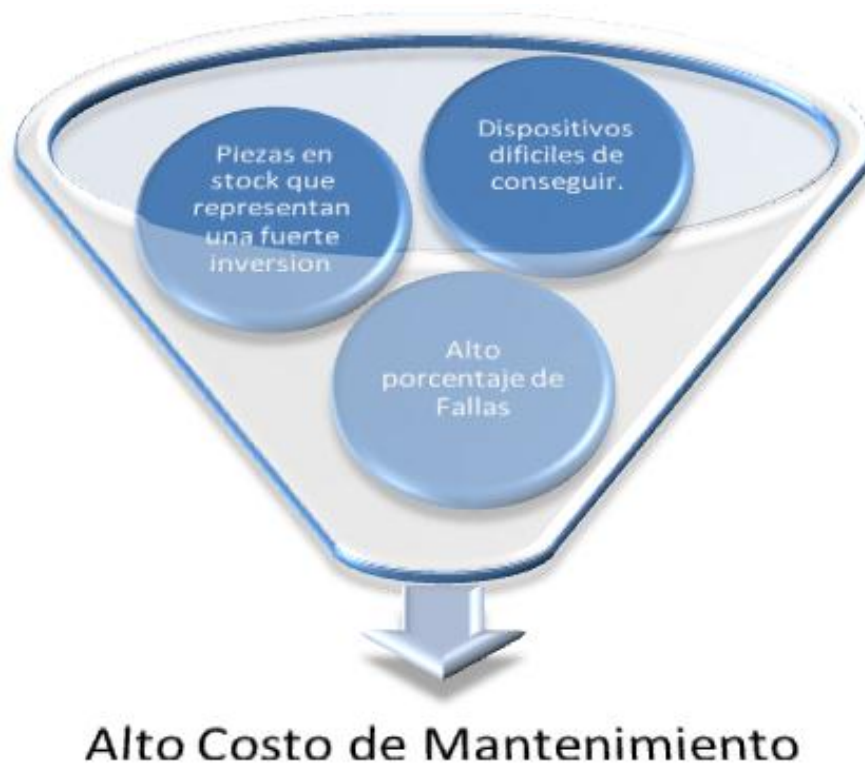 Piezas en
stock que
representan
una fuerte
inversion
Dispositivos
dificiles de
conseguir.
Alto
porcentaje de
Fallas
Alto Costo de Mantenimiento